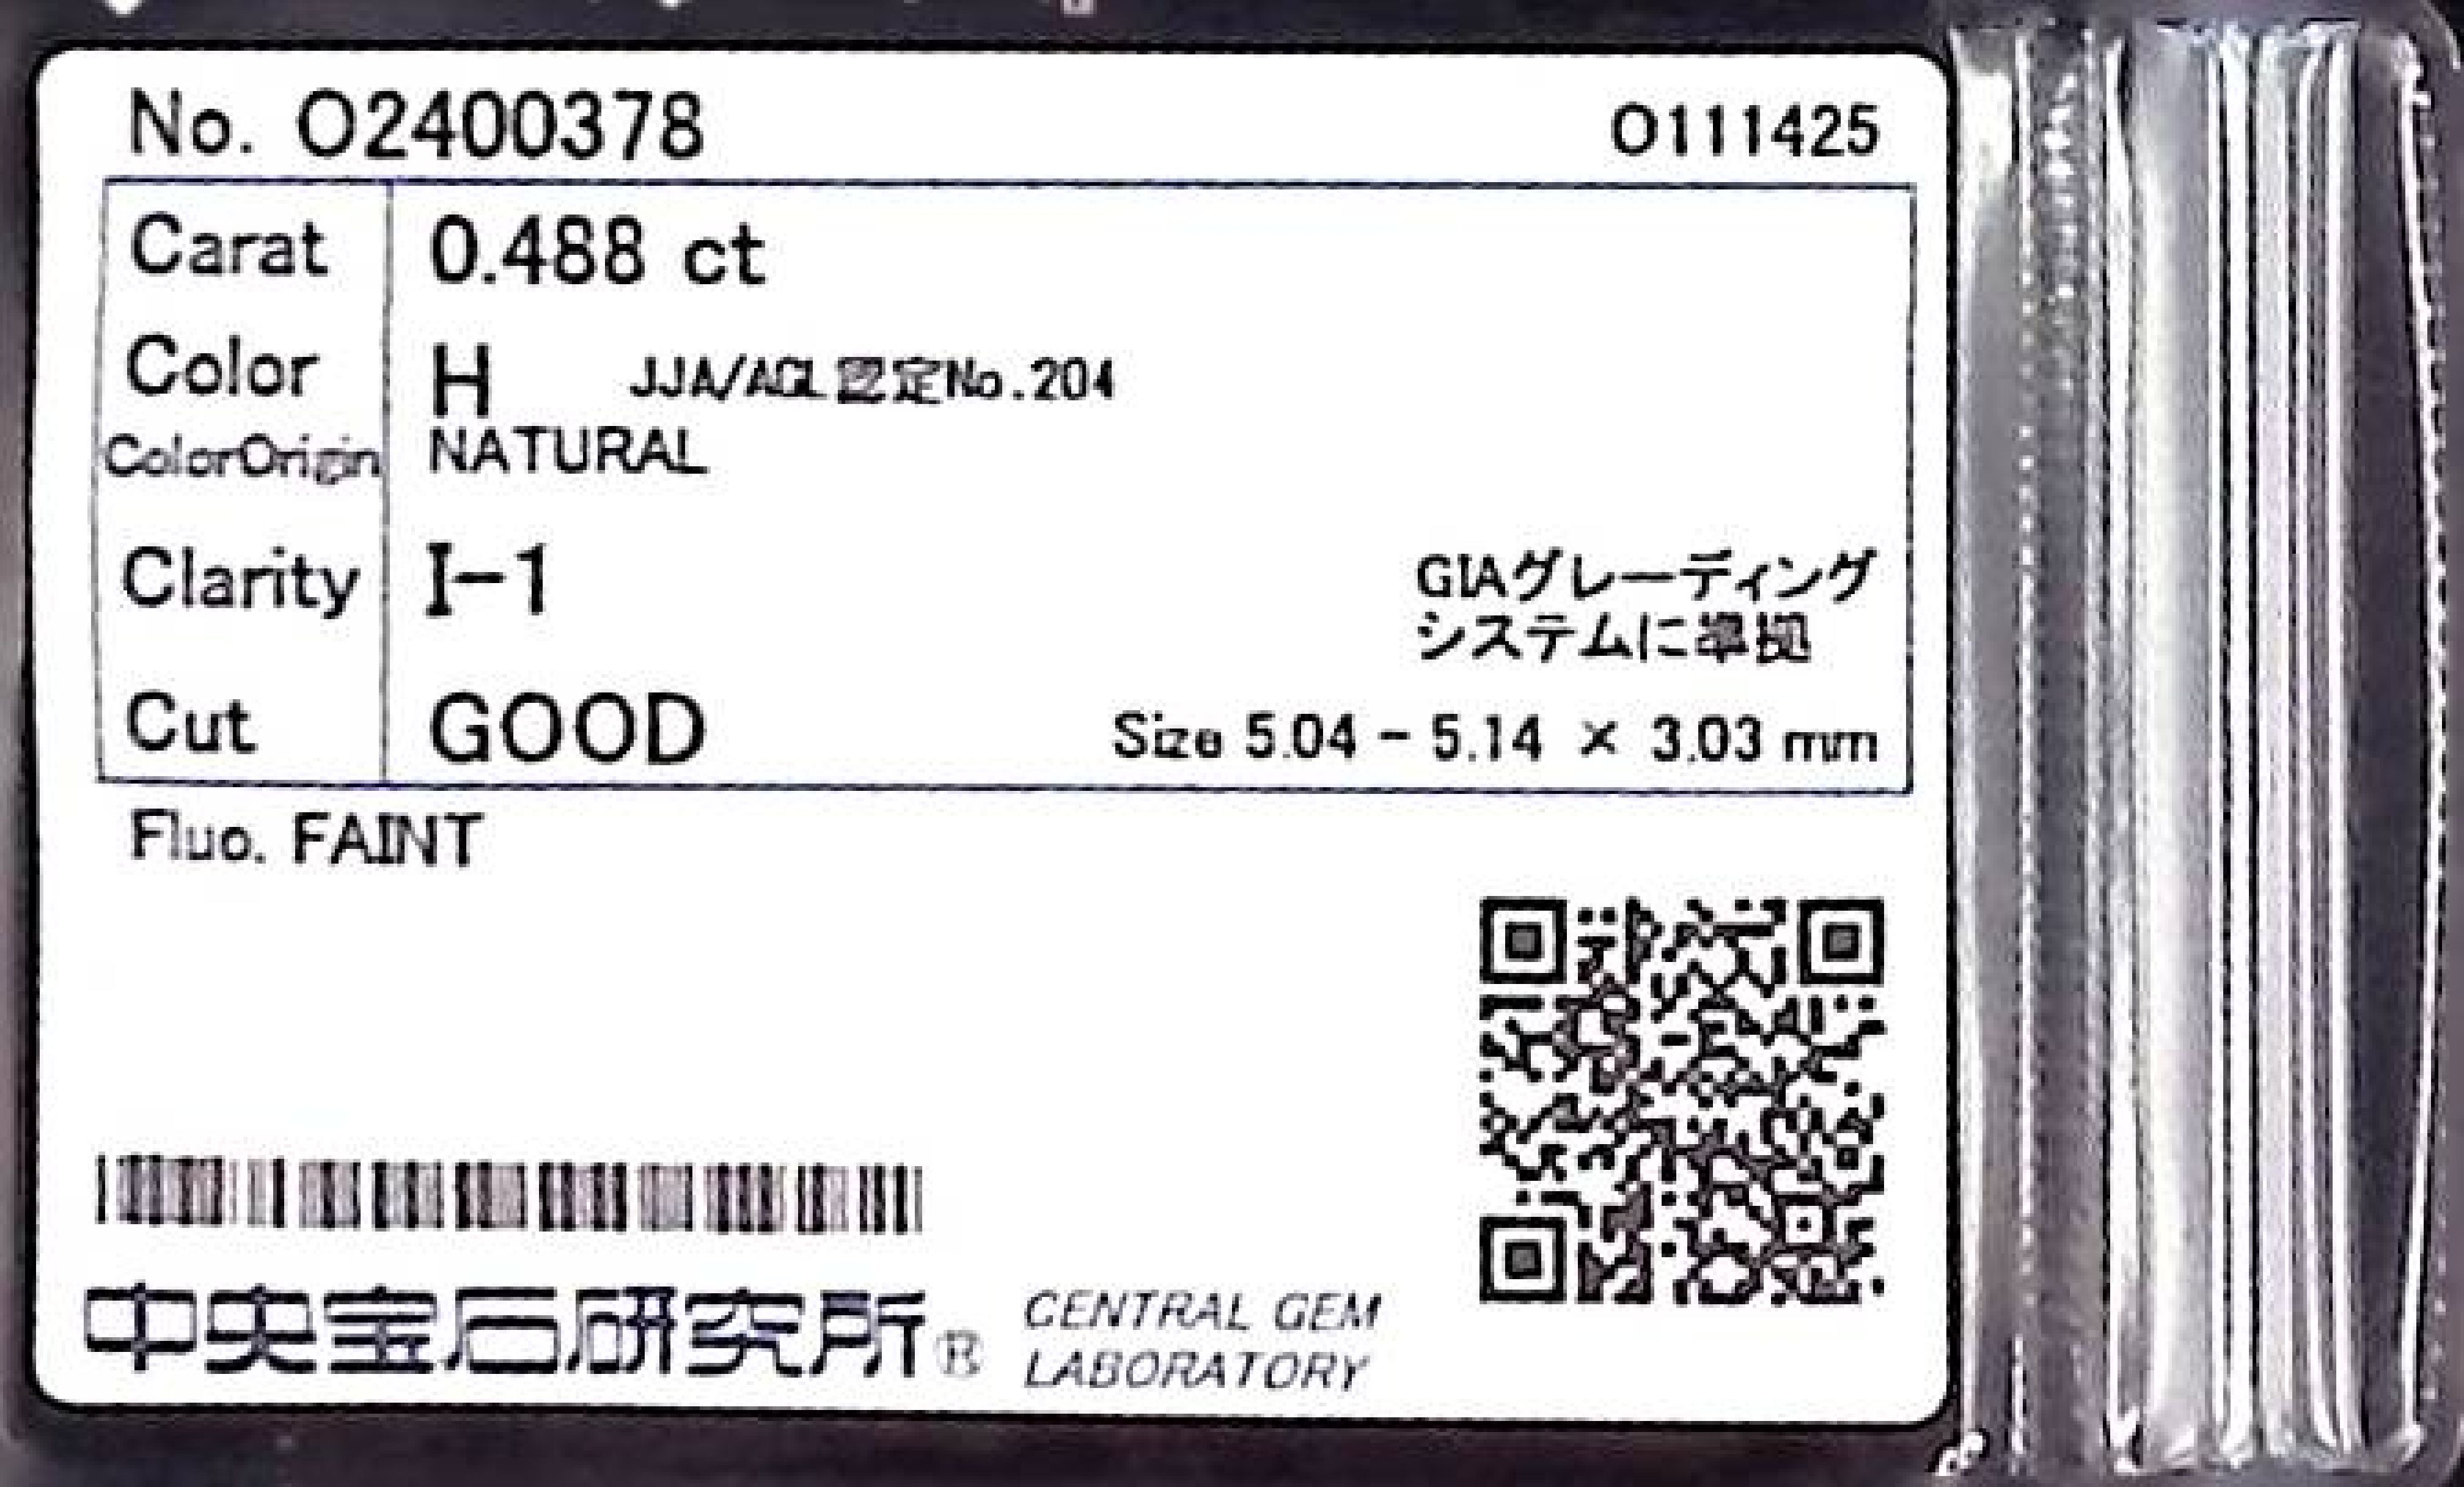 No. O2400378
O111425
Carat 0.488 ct
Color H JJA/AGL認定No.204
ColorOrigin NATURAL
Clarity I-1
GIAグレーディング
システムに準拠
Cut GOOD
Size 5.04 - 5.14 × 3.03 mm
Fluo. FAINT
中央宝石研究所® CENTRAL GEM
LABORATORY